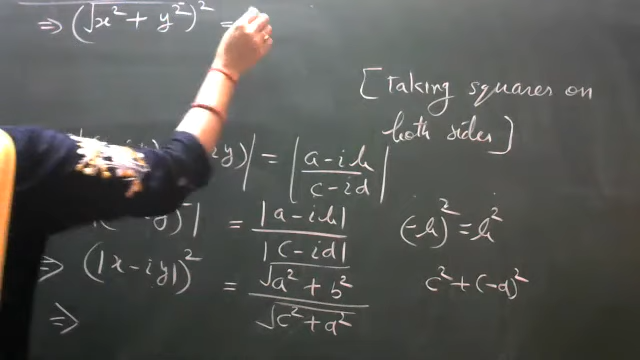 ⇒ (√x² + y²)² =
[Taking squares on
both sides]
iy)| = |a - ib / c - id|
y)| = |a - ib| / |c - id|
(-b)² = b²
⇒ (|x - iy|)² = √a² + b² / √c² + d²
c² + (-d)²
⇒